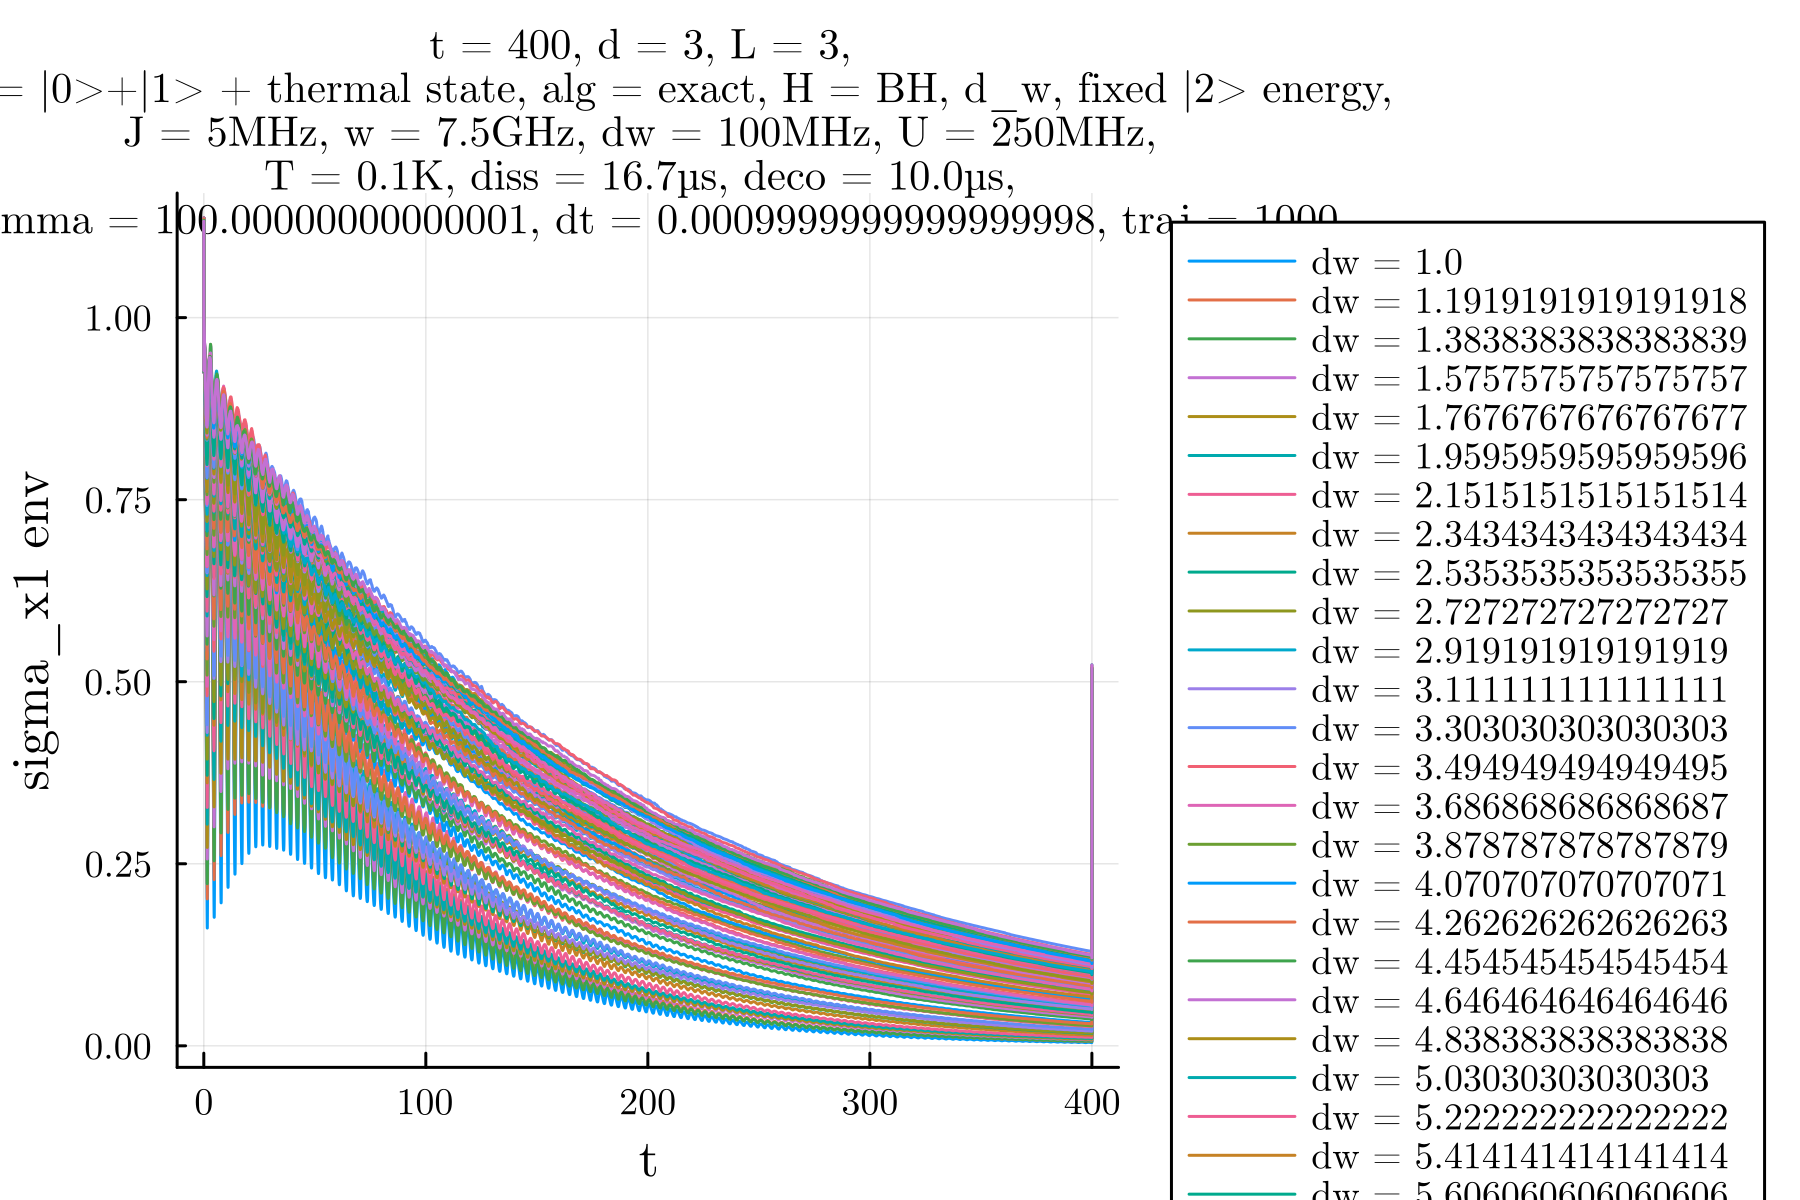 t = 400, d = 3, L = 3,
= |0>+|1> + thermal state, alg = exact, H = BH, d_w, fixed |2> energy,
J = 5MHz, w = 7.5GHz, dw = 100MHz, U = 250MHz,
T = 0.1K, diss = 16.7µs, deco = 10.0µs,
mma = 100.00000000000001, dt = 0.0009999999999999998, traj = 1000
sigma_x1 env
1.00
0.75
0.50
0.25
0.00
0 100 200 300 400
t
dw = 1.0
dw = 1.1919191919191918
dw = 1.3838383838383839
dw = 1.5757575757575757
dw = 1.7676767676767677
dw = 1.9595959595959596
dw = 2.1515151515151514
dw = 2.3434343434343434
dw = 2.5353535353535355
dw = 2.727272727272727
dw = 2.919191919191919
dw = 3.111111111111111
dw = 3.303030303030303
dw = 3.494949494949495
dw = 3.686868686868687
dw = 3.878787878787879
dw = 4.070707070707071
dw = 4.262626262626263
dw = 4.454545454545454
dw = 4.646464646464646
dw = 4.838383838383838
dw = 5.03030303030303
dw = 5.222222222222222
dw = 5.414141414141414
dw = 5.606060606060606